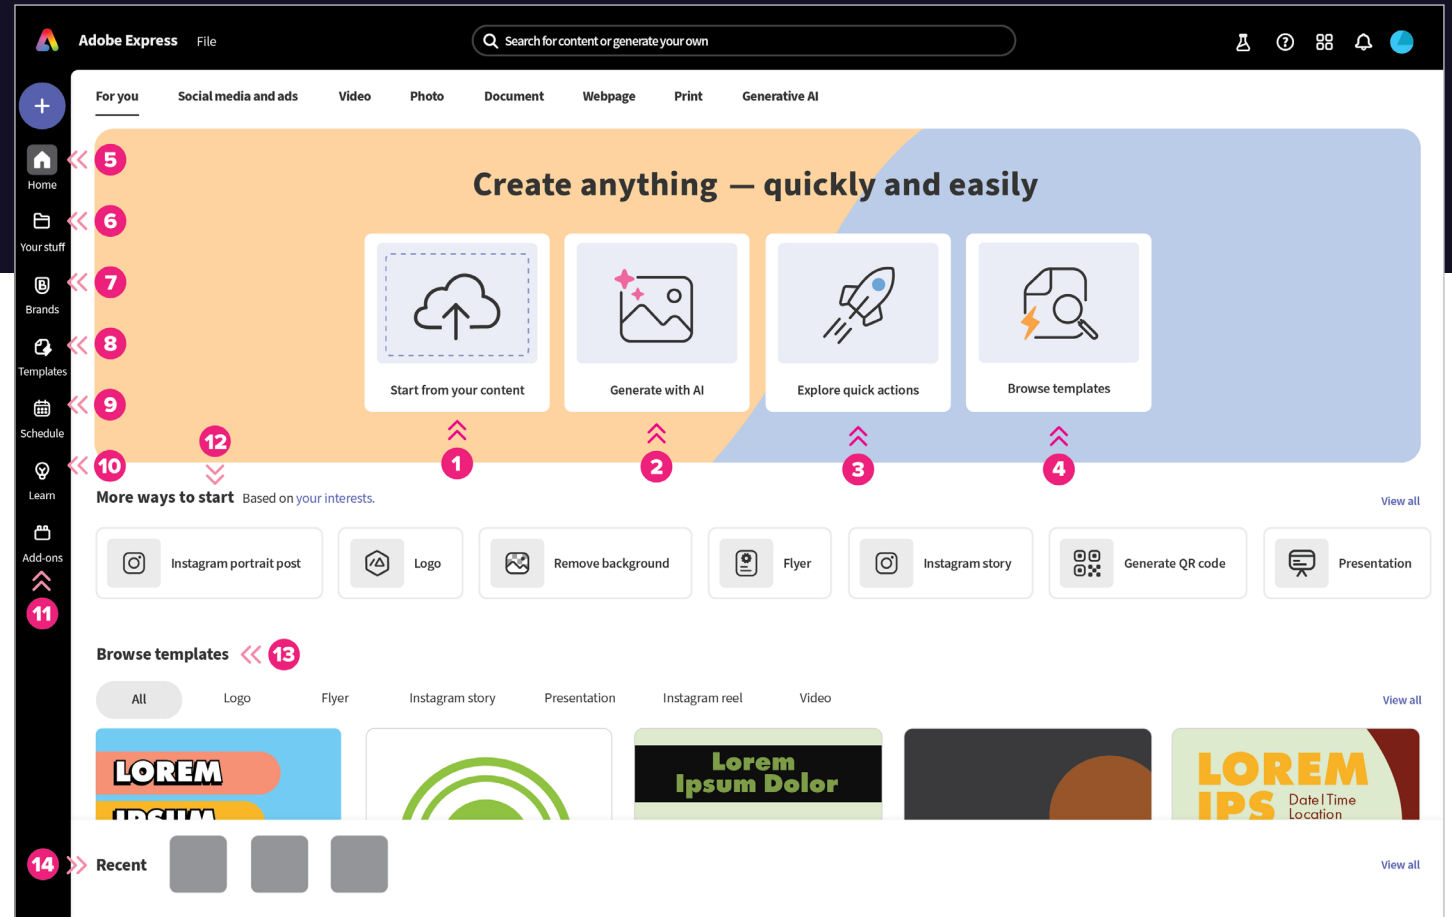 Adobe Express File Search for content or generate your own
For you Social media and ads Video Photo Document Webpage Print Generative AI
Create anything — quickly and easily
Home
5
Your stuff
6
Brands
7
Templates
8
Schedule
9
Learn
10
Add-ons
11
Start from your content
Generate with AI
Explore quick actions
Browse templates
1
2
3
4
12
More ways to start Based on your interests. View all
Instagram portrait post Logo Remove background Flyer Instagram story Generate QR code Presentation
Browse templates 13
All Logo Flyer Instagram story Presentation Instagram reel Video View all
LOREM
IPSUM
Lorem
Ipsum Dolor
LOREM
IPS
Date | Time
Location
14 Recent View all